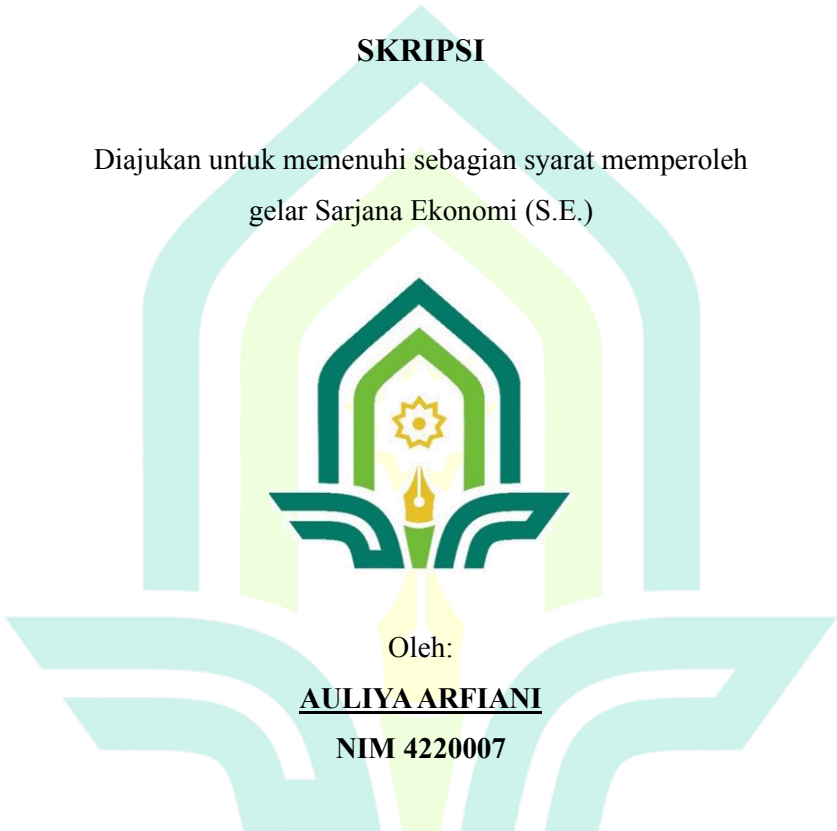 SKRIPSI
Diajukan untuk memenuhi sebagian syarat memperoleh
gelar Sarjana Ekonomi (S.E.)
Oleh:
AULIYA ARFIANI
NIM 4220007